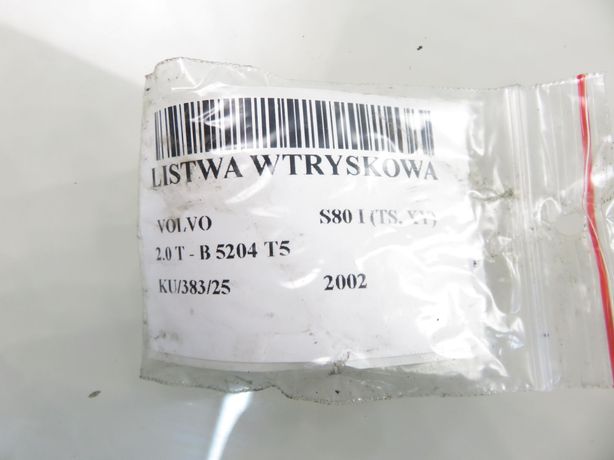 LISTWA WTRYSKOWA
VOLVO S80 I (TS, XY)
2.0 T - B 5204 T5
KU/383/25 2002